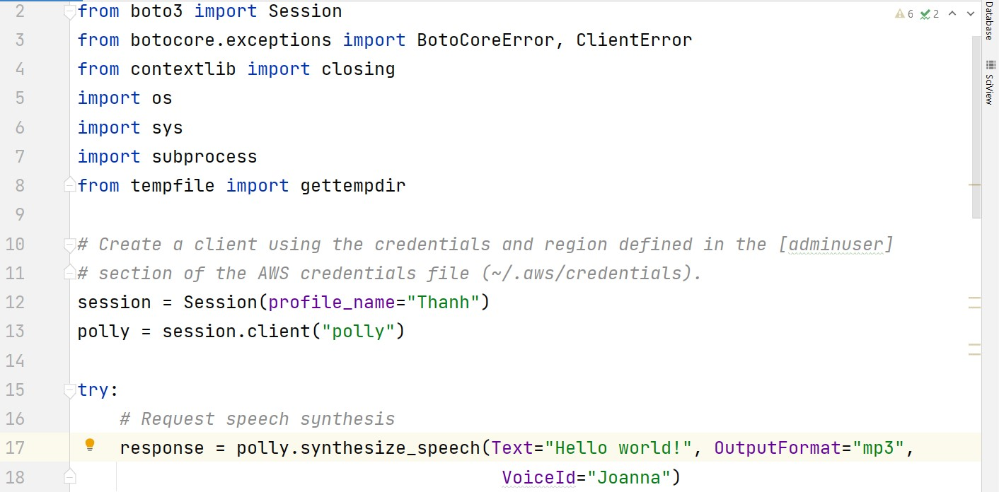 2 from boto3 import Session
3 from botocore.exceptions import BotoCoreError, ClientError
4 from contextlib import closing
5 import os
6 import sys
7 import subprocess
8 from tempfile import gettempdir
9
10 # Create a client using the credentials and region defined in the [adminuser]
11 # section of the AWS credentials file (~/.aws/credentials).
12 session = Session(profile_name="Thanh")
13 polly = session.client("polly")
14
15 try:
16     # Request speech synthesis
17     response = polly.synthesize_speech(Text="Hello world!", OutputFormat="mp3",
18                                         VoiceId="Joanna")
6 2
Database
SciView